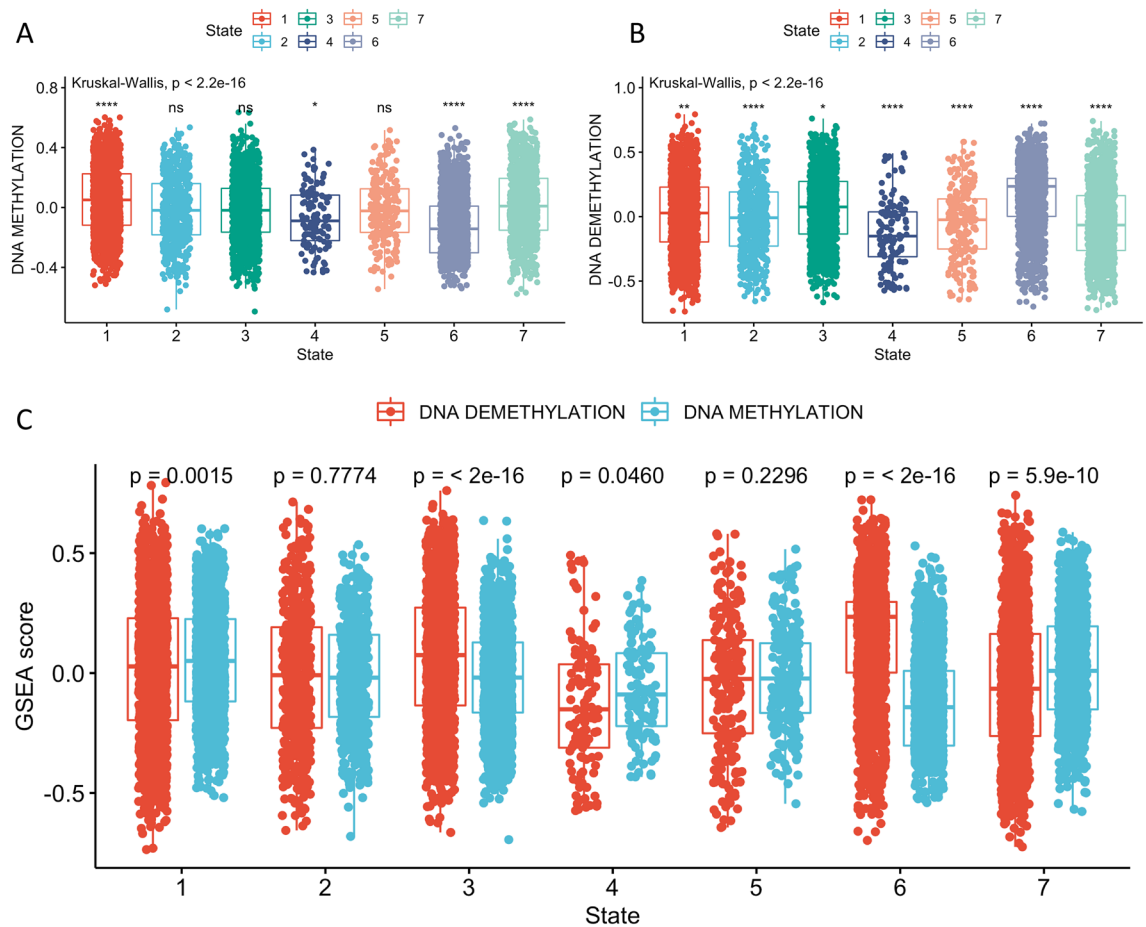 A
State
1
3
5
7
2
4
6
Kruskal-Wallis, p < 2.2e-16
****
ns
ns
*
ns
****
****
DNA METHYLATION
0.8
0.4
0.0
-0.4
1 2 3 4 5 6 7
State
B
State
1
3
5
7
2
4
6
Kruskal-Wallis, p < 2.2e-16
**
****
*
****
****
****
****
DNA DEMETHYLATION
1.0
0.5
0.0
-0.5
1 2 3 4 5 6 7
State
C
DNA DEMETHYLATION
DNA METHYLATION
p = 0.0015
p = 0.7774
p = < 2e-16
p = 0.0460
p = 0.2296
p = < 2e-16
p = 5.9e-10
GSEA score
0.5
0.0
-0.5
1 2 3 4 5 6 7
State